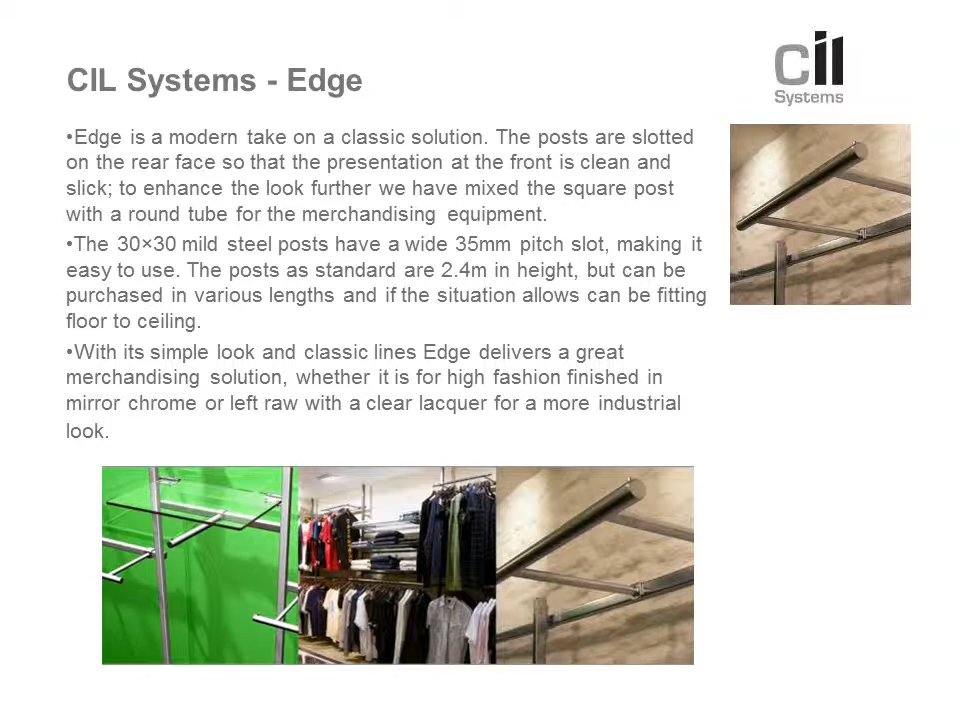 cil
Systems
CIL Systems - Edge
•Edge is a modern take on a classic solution. The posts are slotted
on the rear face so that the presentation at the front is clean and
slick; to enhance the look further we have mixed the square post
with a round tube for the merchandising equipment.
•The 30×30 mild steel posts have a wide 35mm pitch slot, making it
easy to use. The posts as standard are 2.4m in height, but can be
purchased in various lengths and if the situation allows can be fitting
floor to ceiling.
•With its simple look and classic lines Edge delivers a great
merchandising solution, whether it is for high fashion finished in
mirror chrome or left raw with a clear lacquer for a more industrial
look.